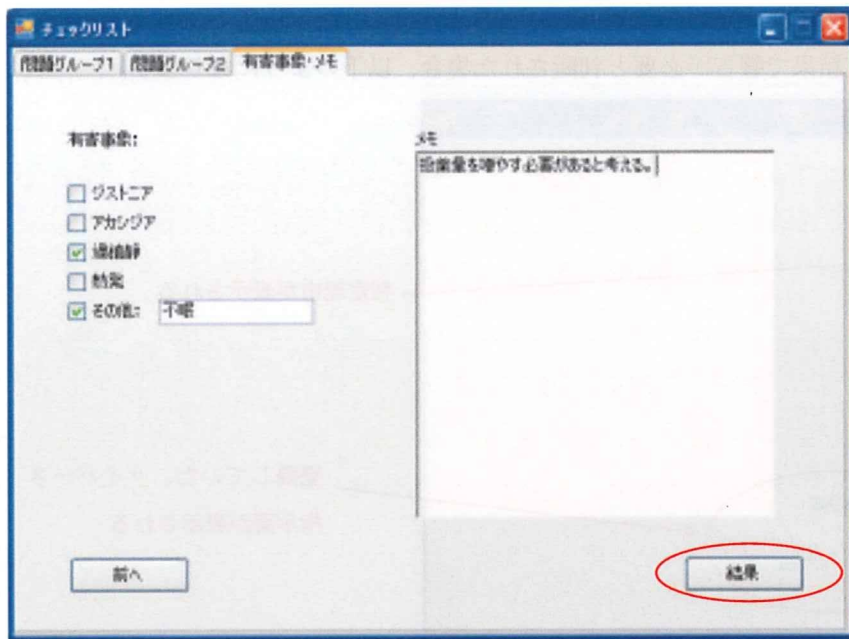 チェックリスト
問題グループ1 問題グループ2 有害事象・メモ
有害事象:
メモ
投薬量を増やす必要があると考える。
ジストニア
アカシジア
過鎮静
その他: 不眠
前へ
結果